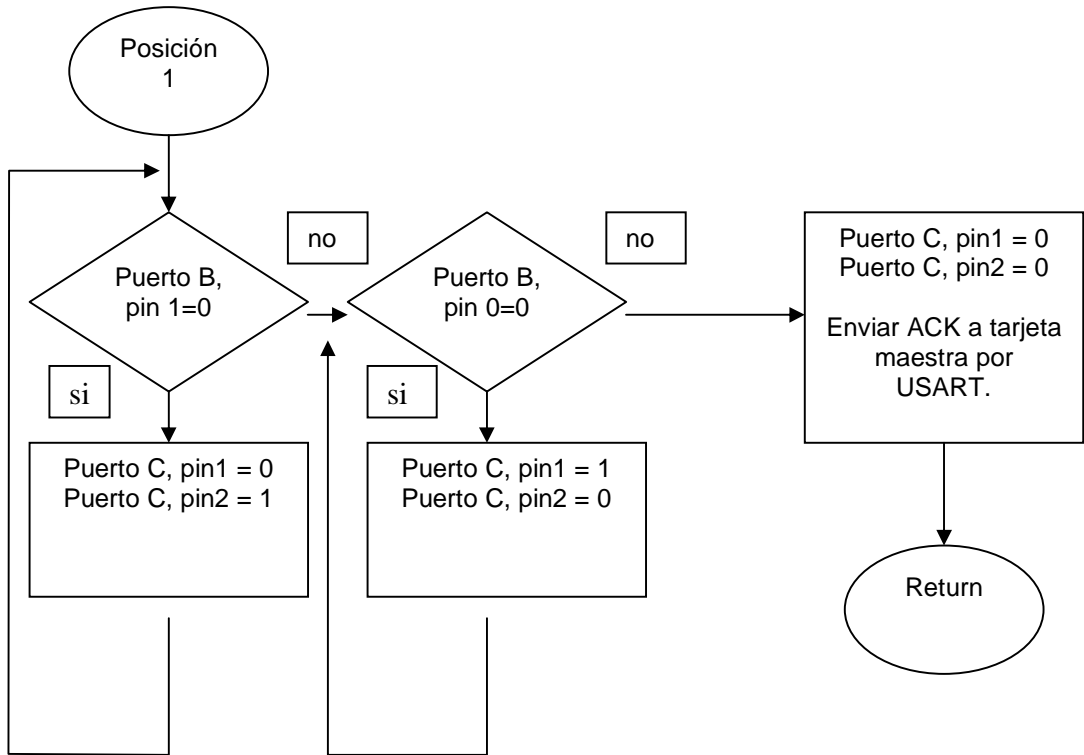 Posición
1
no
no
Puerto B,
pin 1=0
Puerto B,
pin 0=0
Puerto C, pin1 = 0
Puerto C, pin2 = 0
Enviar ACK a tarjeta
maestra por
USART.
si
si
Puerto C, pin1 = 0
Puerto C, pin2 = 1
Puerto C, pin1 = 1
Puerto C, pin2 = 0
Return